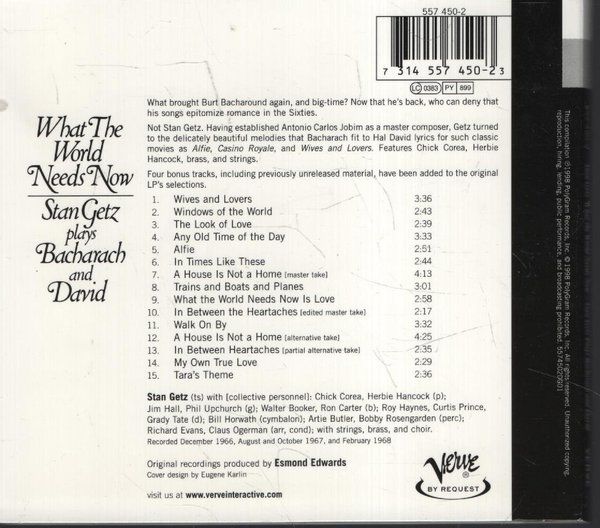 557 450-2
7 314 557 450-2 3
LC 0383 PY 899
What The
World
Needs Now
Stan Getz
plays
Bacharach
and
David
What brought Burt Bacharound again, and big-time? Now that he's back, who can deny that
his songs epitomize romance in the Sixties.
Not Stan Getz. Having established Antonio Carlos Jobim as a master composer, Getz turned
to the delicately beautiful melodies that Bacharach fit to Hal David lyrics for such classic
movies as Alfie, Casino Royale, and Wives and Lovers. Features Chick Corea, Herbie
Hancock, brass, and strings.
Four bonus tracks, including previously unreleased material, have been added to the original
LP's selections.
1. Wives and Lovers 3:36
2. Windows of the World 2:43
3. The Look of Love 2:39
4. Any Old Time of the Day 3:33
5. Alfie 2:51
6. In Times Like These 2:44
7. A House Is Not a Home [master take] 4:13
8. Trains and Boats and Planes 3:01
9. What the World Needs Now Is Love 2:58
10. In Between the Heartaches [edited master take] 2:17
11. Walk On By 3:32
12. A House Is Not a Home [alternative take] 4:25
13. In Between Heartaches [partial alternative take] 2:35
14. My Own True Love 2:29
15. Tara's Theme 2:36
Stan Getz (ts) with [collective personnel]: Chick Corea, Herbie Hancock (p)
Jim Hall, Phil Upchurch (g); Walter Booker, Ron Carter (b); Roy Haynes, Curtis Prince,
Grady Tate (d); Bill Horwath (cymbalon); Artie Butler, Bobby Rosengarden (perc);
Richard Evans, Claus Ogerman (arr, cond); with strings, brass, and choir.
Recorded December 1966, August and October 1967, and February 1968
Original recordings produced by Esmond Edwards
Cover design by Eugene Karlin
visit us at www.verveinteractive.com
Verve
BY REQUEST
This compilation ℗1998 PolyGram Records, Inc. © 1998 PolyGram Records, Inc. All rights reserved. Unauthorized copying,
reproduction, hiring, lending, public performance, and broadcasting prohibited.